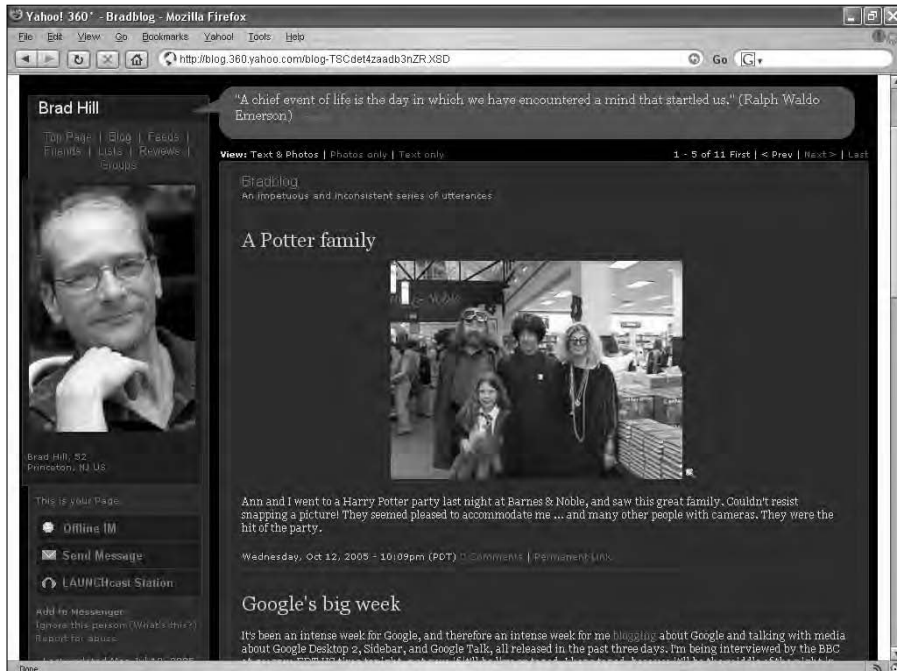 Yahoo! 360° - Bradblog - Mozilla Firefox
File Edit View Go Bookmarks Yahoo! Tools Help
http://blog.360.yahoo.com/blog-TSCdet4zaadb3nZR.XSD
Go
G
Brad Hill
"A chief event of life is the day in which we have encountered a mind that startled us." (Ralph Waldo
Emerson)
Top Page | Blog | Feeds |
Friends | Lists | Reviews |
Groups
View: Text & Photos | Photos only | Text only
1 - 5 of 11 First | < Prev | Next > | Last
Bradblog
An impetuous and inconsistent series of utterances
A Potter family
Noble
Brad Hill, 52
Princeton, NJ US
This is your Page
Offline IM
Send Message
LAUNCHcast Station
Add to Messenger
Ignore this person (What's this?)
Report for abuse
Ann and I went to a Harry Potter party last night at Barnes & Noble, and saw this great family. Couldn't resist
snapping a picture! They seemed pleased to accommodate me ... and many other people with cameras. They were the
hit of the party.
Wednesday, Oct 12, 2005 - 10:09pm (PDT) 0 Comments | Permanent Link
Google's big week
It's been an intense week for Google, and therefore an intense week for me blogging about Google and talking with media
about Google Desktop 2, Sidebar, and Google Talk, all released in the past three days. I'm being interviewed by the BBC
Done